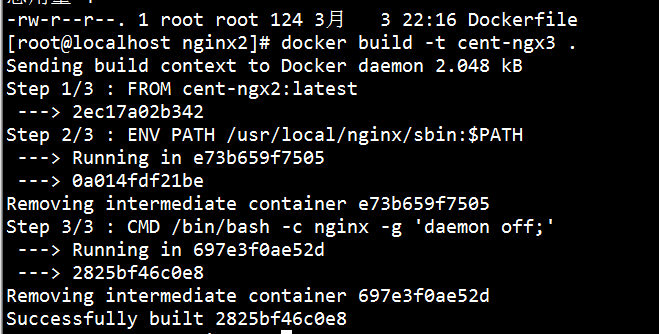 -rw-r--r--. 1 root root 124 3月   3 22:16 Dockerfile
[root@localhost nginx2]# docker build -t cent-ngx3 .
Sending build context to Docker daemon 2.048 kB
Step 1/3 : FROM cent-ngx2:latest
 ---> 2ec17a02b342
Step 2/3 : ENV PATH /usr/local/nginx/sbin:$PATH
 ---> Running in e73b659f7505
 ---> 0a014fdf21be
Removing intermediate container e73b659f7505
Step 3/3 : CMD /bin/bash -c nginx -g 'daemon off;'
 ---> Running in 697e3f0ae52d
 ---> 2825bf46c0e8
Removing intermediate container 697e3f0ae52d
Successfully built 2825bf46c0e8